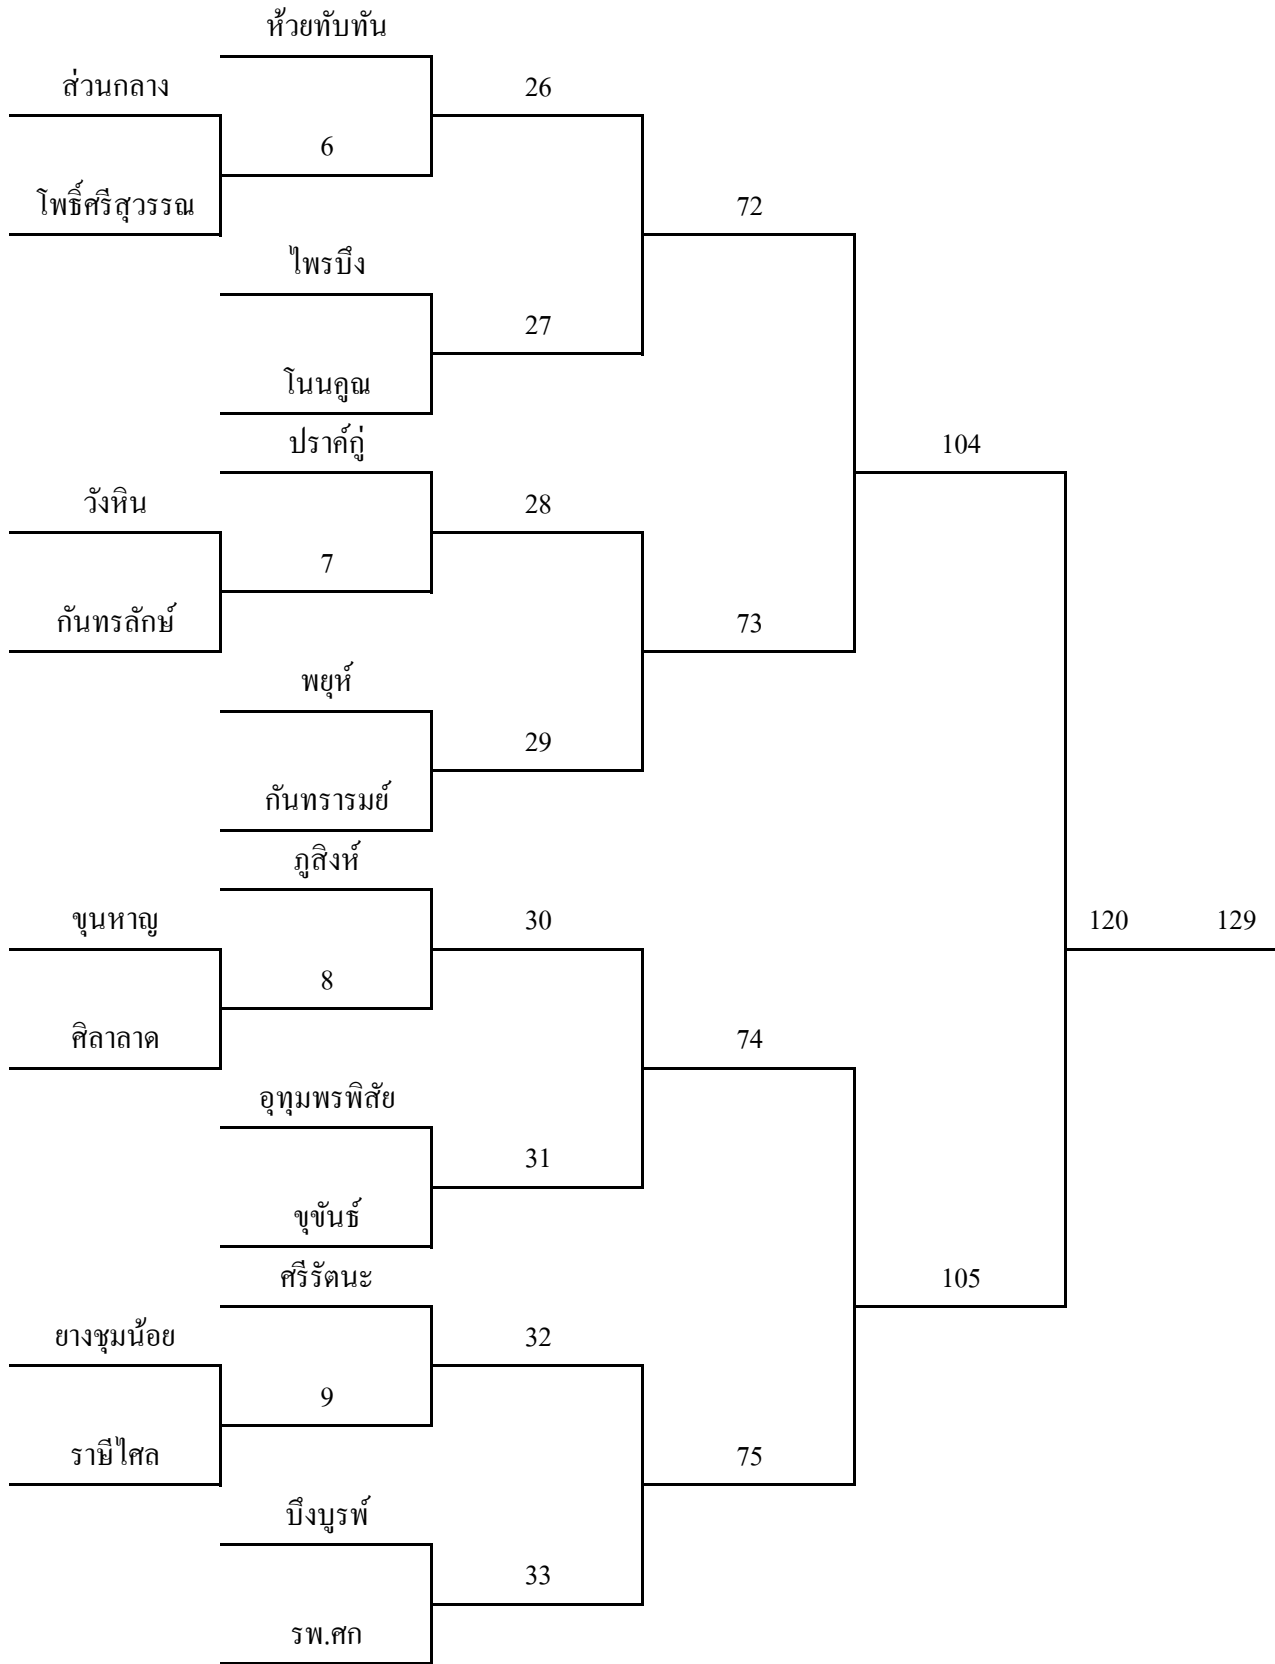 ห้วยทับทัน
ส่วนกลาง
26
6
โพธิ์ศรีสุวรรณ
72
ไพรบึง
27
โนนคูณ
ปราค์กู่
104
วังหิน
28
7
กันทรลักษ์
73
พยุห์
29
กันทรารมย์
ภูสิงห์
ขุนหาญ
30
120
129
8
ศิลาลาด
74
อุทุมพรพิสัย
31
ขุขันธ์
ศรีรัตนะ
105
ยางชุมน้อย
32
9
ราษีไศล
75
บึงบูรพ์
33
รพ.ศก